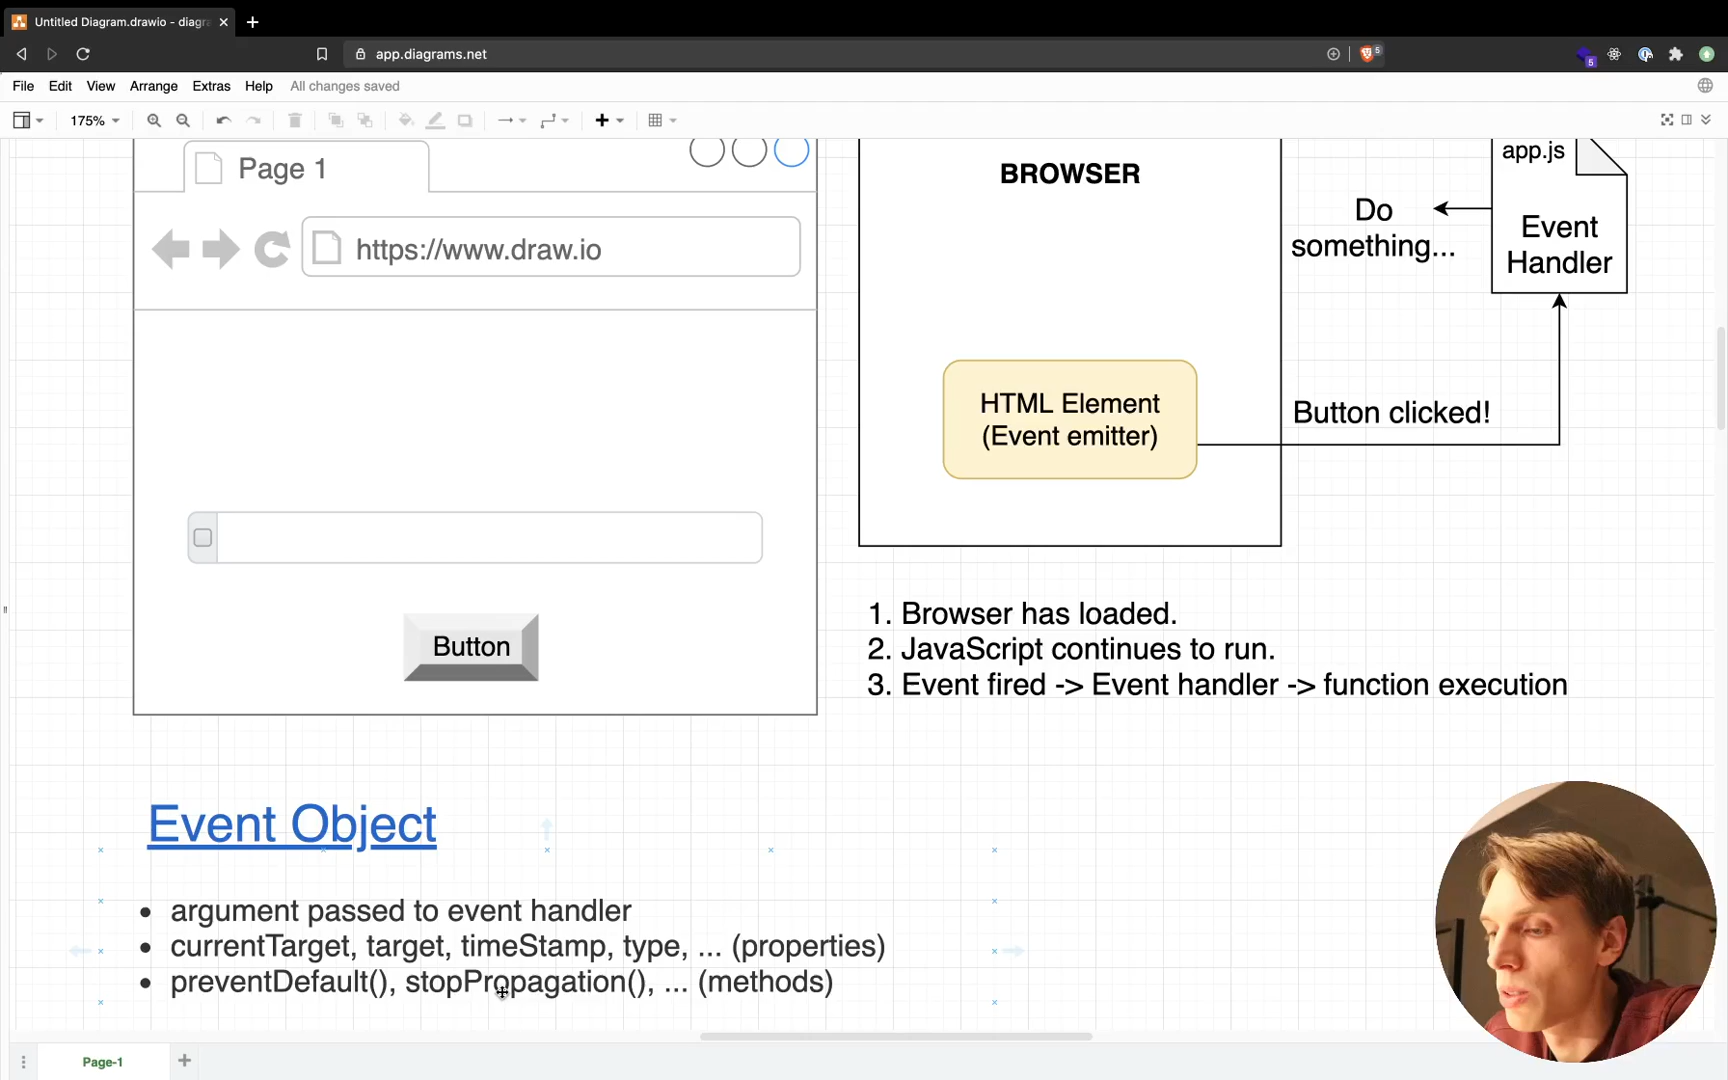 Untitled Diagram.drawio - diagr
app.diagrams.net
5
5
File Edit View Arrange Extras Help All changes saved
175%
Page 1
https://www.draw.io
Button
BROWSER
HTML Element
(Event emitter)
Button clicked!
app.js
Event
Handler
Do
something...
1. Browser has loaded.
2. JavaScript continues to run.
3. Event fired -> Event handler -> function execution
Event Object
• argument passed to event handler
• currentTarget, target, timeStamp, type, ... (properties)
• preventDefault(), stopPropagation(), ... (methods)
Page-1